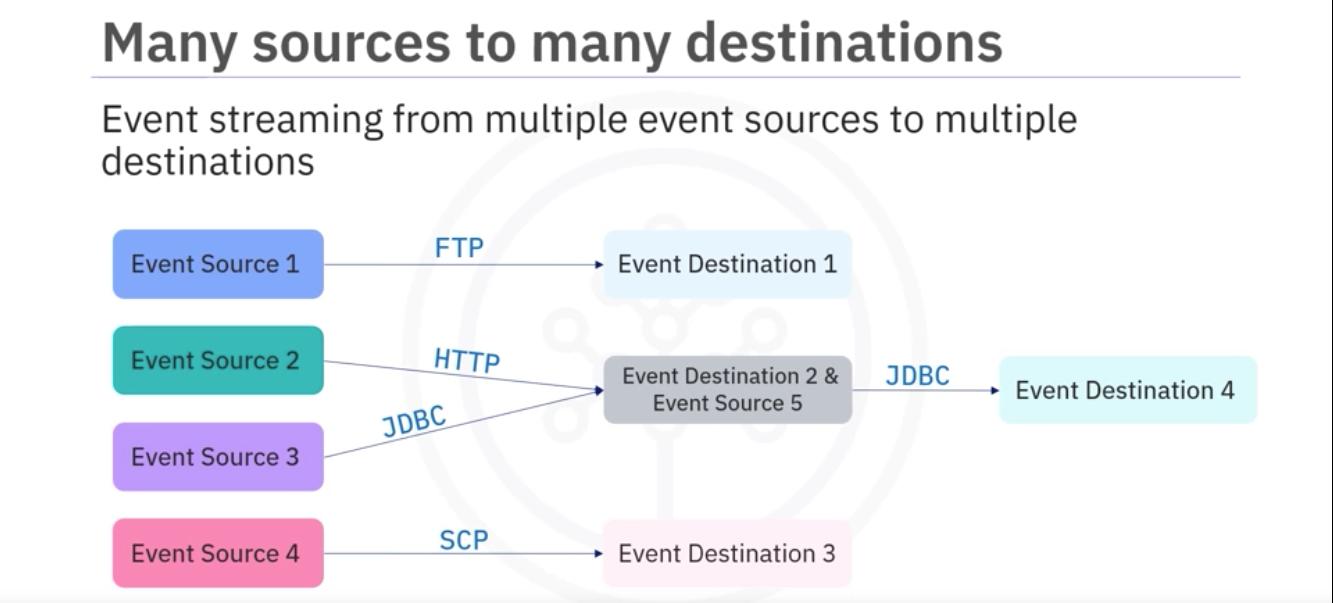 Many sources to many destinations
Event streaming from multiple event sources to multiple
destinations
Event Source 1
FTP
Event Destination 1
Event Source 2
HTTP
Event Destination 2 &
Event Source 5
JDBC
Event Destination 4
JDBC
Event Source 3
Event Source 4
SCP
Event Destination 3